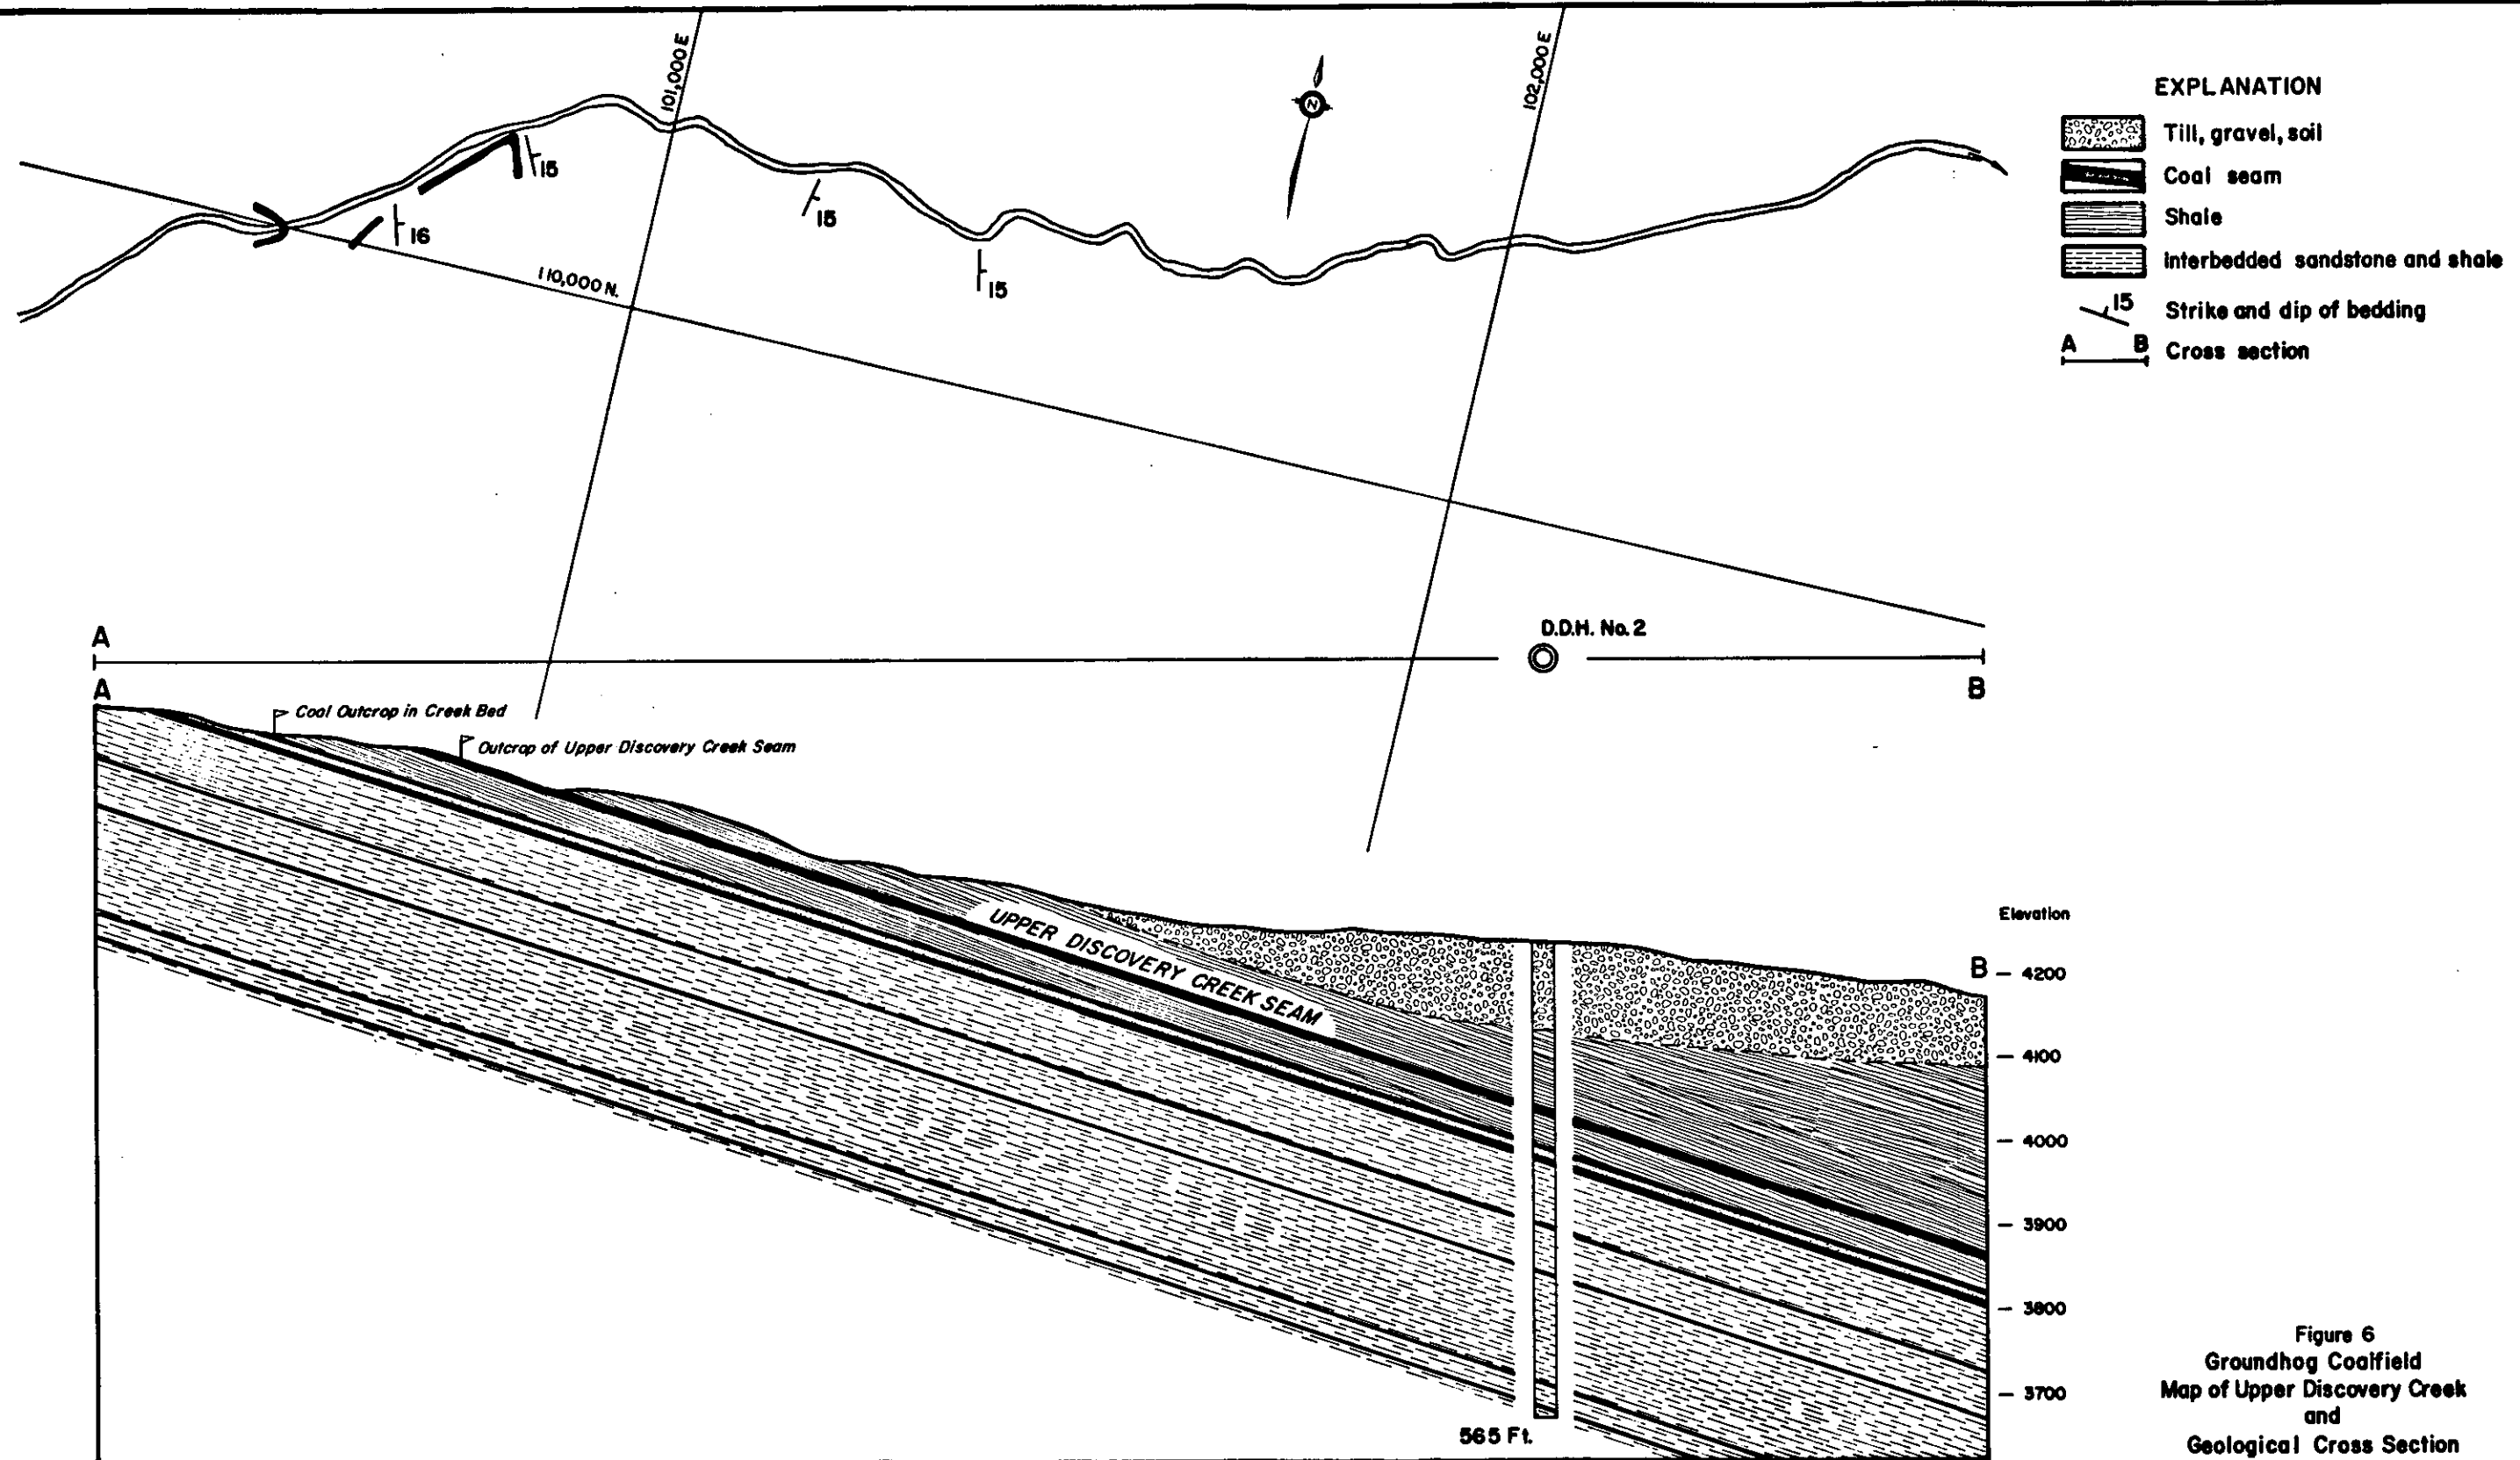 101,000 E
102,000 E
N
15
16
15
15
110,000 N.
EXPLANATION
Till, gravel, soil
Coal seam
Shale
Interbedded sandstone and shale
15
Strike and dip of bedding
A B
Cross section
A
D.D.H. No. 2
A
B
Coal Outcrop in Creek Bed
Outcrop of Upper Discovery Creek Seam
UPPER DISCOVERY CREEK SEAM
Elevation
B
4200
4100
4000
3900
3800
3700
565 Ft.
Figure 6
Groundhog Coalfield
Map of Upper Discovery Creek
and
Geological Cross Section